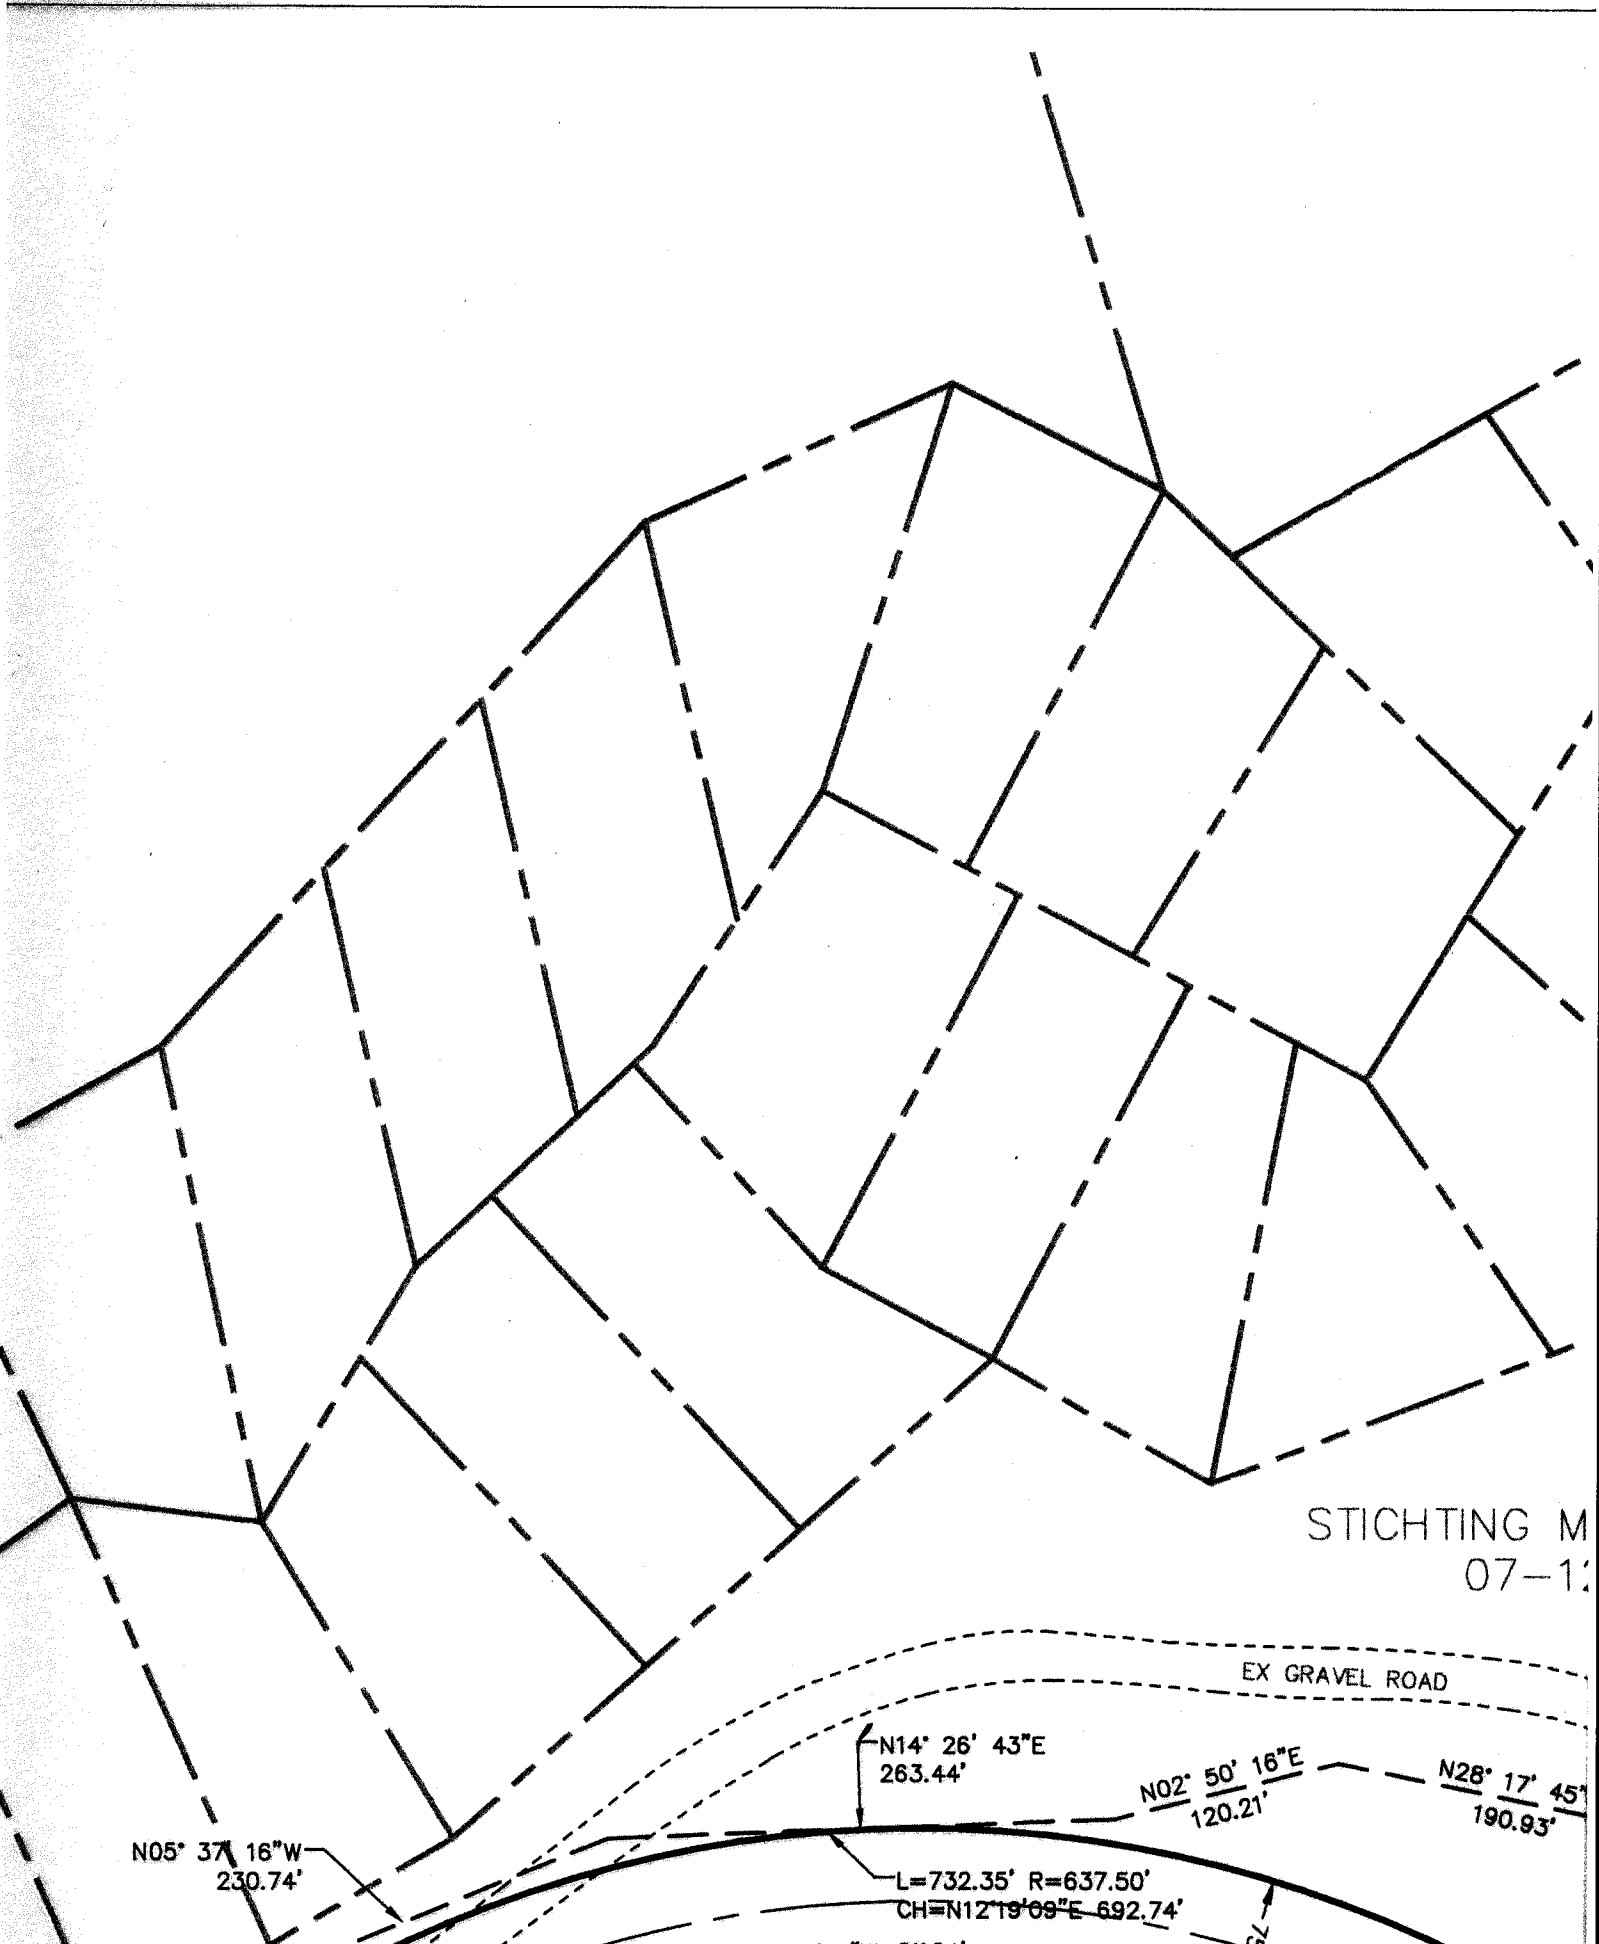 STICHTING M
07-12
EX GRAVEL ROAD
N14° 26' 43"E
263.44'
N02° 50' 16"E
120.21'
N28° 17' 45"
190.93'
N05° 37' 16"W
230.74'
L=732.35' R=637.50'
CH=N12°19'09"E 692.74'